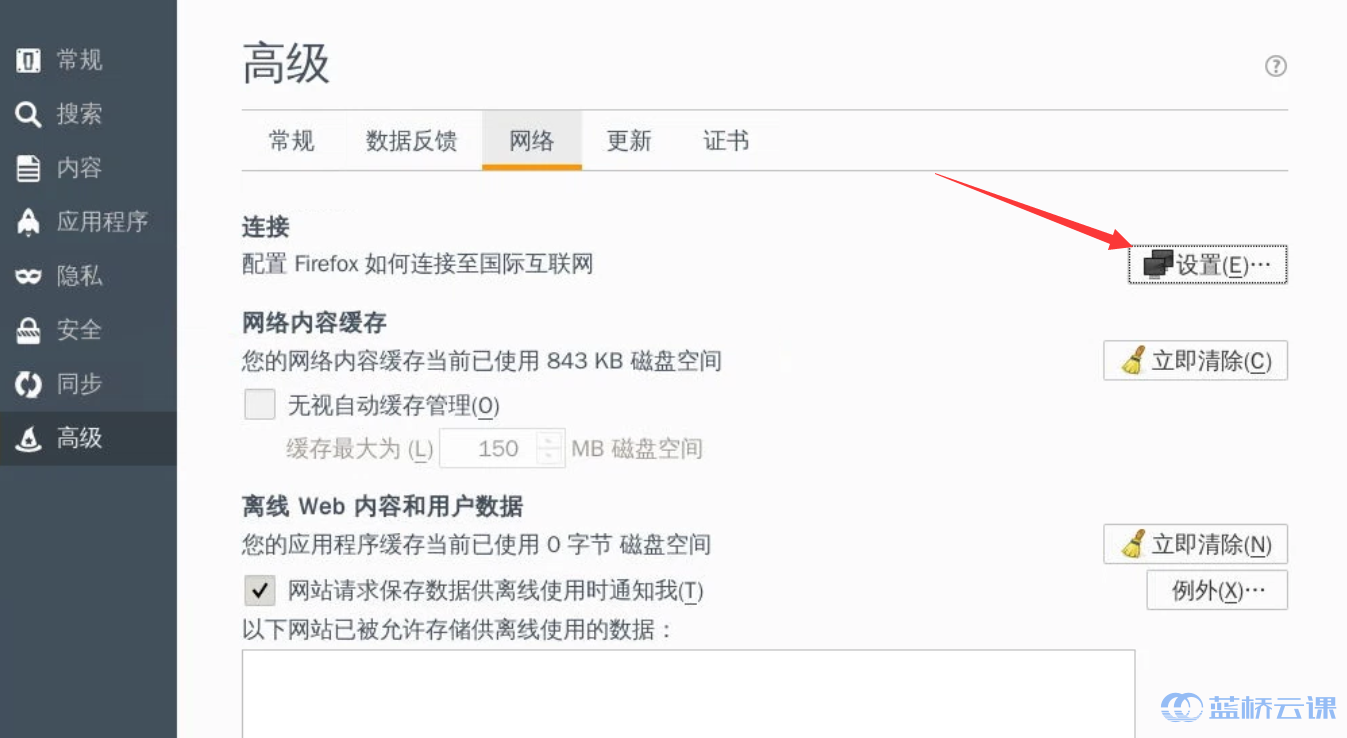 常规
搜索
内容
应用程序
隐私
安全
同步
高级
高级
?
常规 数据反馈 网络 更新 证书
连接
配置 Firefox 如何连接至国际互联网 设置(E)…
网络内容缓存
您的网络内容缓存当前已使用 843 KB 磁盘空间 立即清除(C)
无视自动缓存管理(O)
缓存最大为 (L) 150 MB 磁盘空间
离线 Web 内容和用户数据
您的应用程序缓存当前已使用 0 字节 磁盘空间 立即清除(N)
网站请求保存数据供离线使用时通知我(T) 例外(X)…
以下网站已被允许存储供离线使用的数据：
蓝桥云课